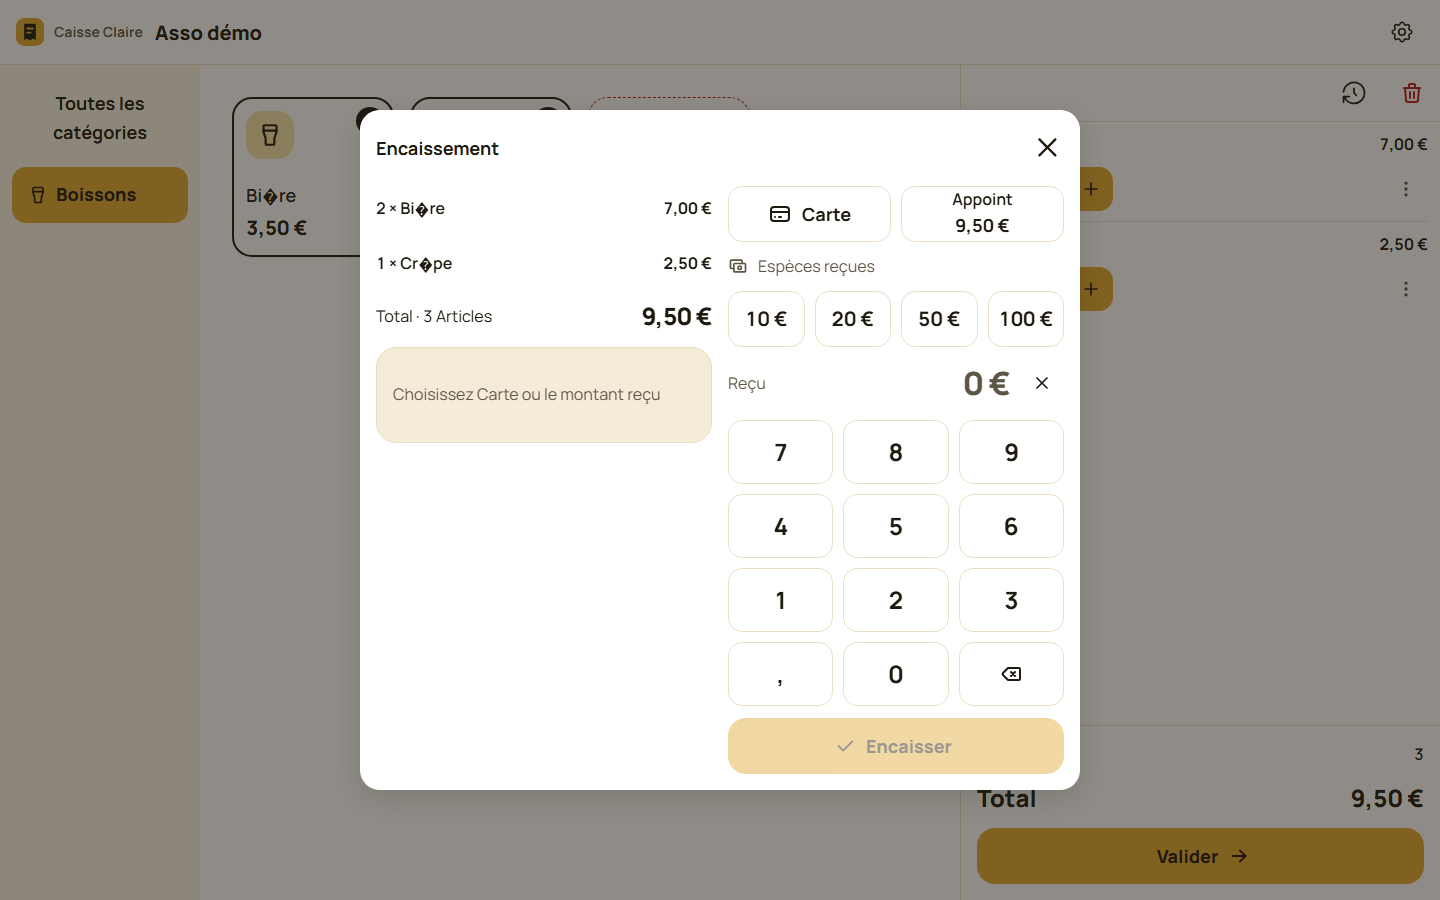 Caisse Claire Asso démo
Toutes les
catégories
Boissons
Bi�re
3,50 €
7,00 €
+
2,50 €
+
3
Total 9,50 €
Valider
Encaissement
2 × Bi�re 7,00 €
1 × Cr�pe 2,50 €
Total · 3 Articles 9,50 €
Choisissez Carte ou le montant reçu
Carte
Appoint
9,50 €
Espèces reçues
10 € 20 € 50 € 100 €
Reçu 0 €
7 8 9
4 5 6
1 2 3
, 0
Encaisser